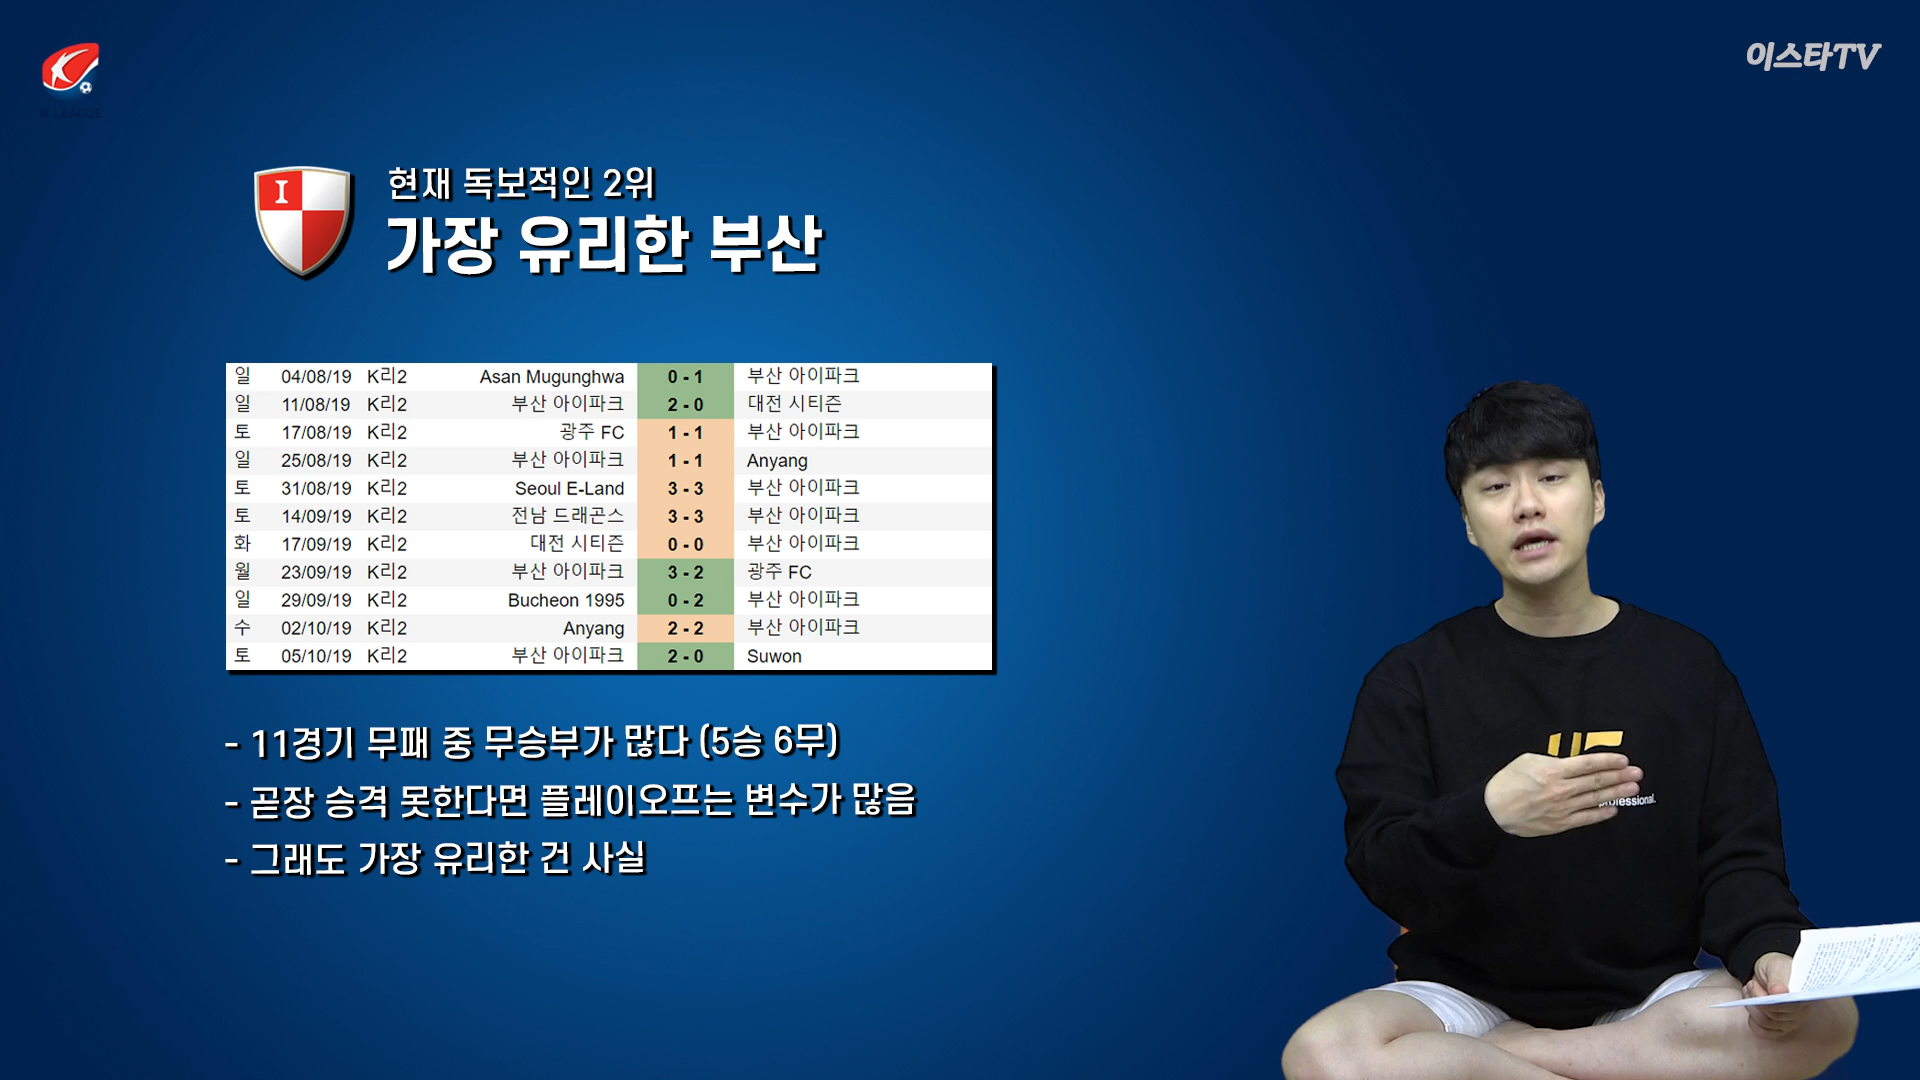 K LEAGUE
이스타TV
I
현재 독보적인 2위
가장 유리한 부산
일 04/08/19 K리2 Asan Mugunghwa 0 - 1 부산 아이파크
일 11/08/19 K리2 부산 아이파크 2 - 0 대전 시티즌
토 17/08/19 K리2 광주 FC 1 - 1 부산 아이파크
일 25/08/19 K리2 부산 아이파크 1 - 1 Anyang
토 31/08/19 K리2 Seoul E-Land 3 - 3 부산 아이파크
토 14/09/19 K리2 전남 드래곤스 3 - 3 부산 아이파크
화 17/09/19 K리2 대전 시티즌 0 - 0 부산 아이파크
월 23/09/19 K리2 부산 아이파크 3 - 2 광주 FC
일 29/09/19 K리2 Bucheon 1995 0 - 2 부산 아이파크
수 02/10/19 K리2 Anyang 2 - 2 부산 아이파크
토 05/10/19 K리2 부산 아이파크 2 - 0 Suwon
- 11경기 무패 중 무승부가 많다 (5승 6무)
- 곧장 승격 못한다면 플레이오프는 변수가 많음
- 그래도 가장 유리한 건 사실
professional.